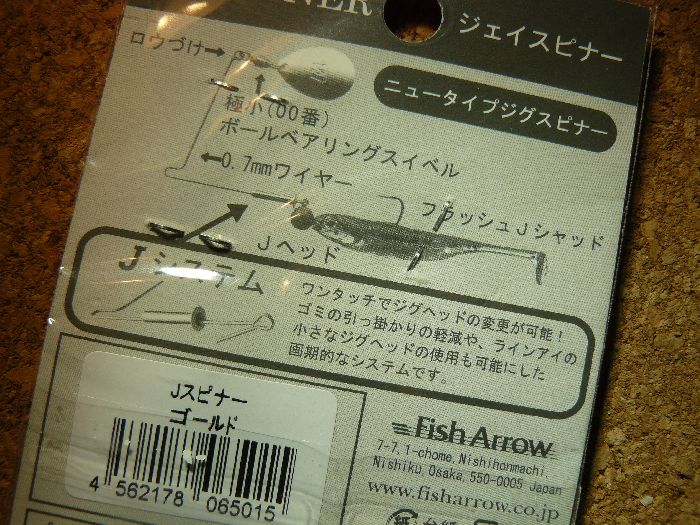 NER
ジェイスピナー
ロウづけ
ニュータイプジグスピナー
極小(00番)
ボールベアリングスイベル
0.7mmワイヤー
フラッシュJシャッド
Jヘッド
Jシステム
ワンタッチでジグヘッドの変更が可能!
ゴミの引っ掛かりの軽減や、ラインアイの
小さなジグヘッドの使用も可能にした
画期的なシステムです。
Jスピナー
ゴールド
4 562178 065015
Fish Arrow
7-7,1-chome,Nishihonmachi
Nishiku,Osaka,550-0005 Japan
www.fisharrow.co.jp